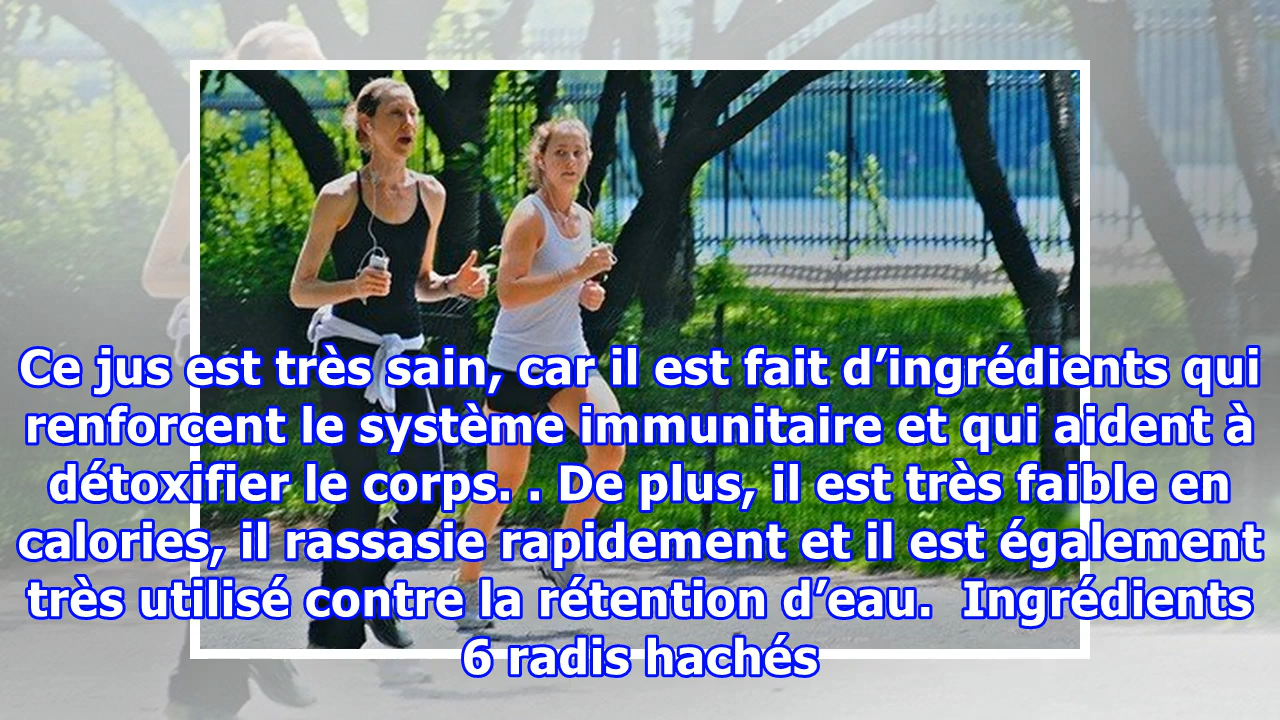 Ce jus est très sain, car il est fait d’ingrédients qui
renforcent le système immunitaire et qui aident à
détoxifier le corps. . De plus, il est très faible en
calories, il rassasie rapidement et il est également
très utilisé contre la rétention d’eau.  Ingrédients
6 radis hachés